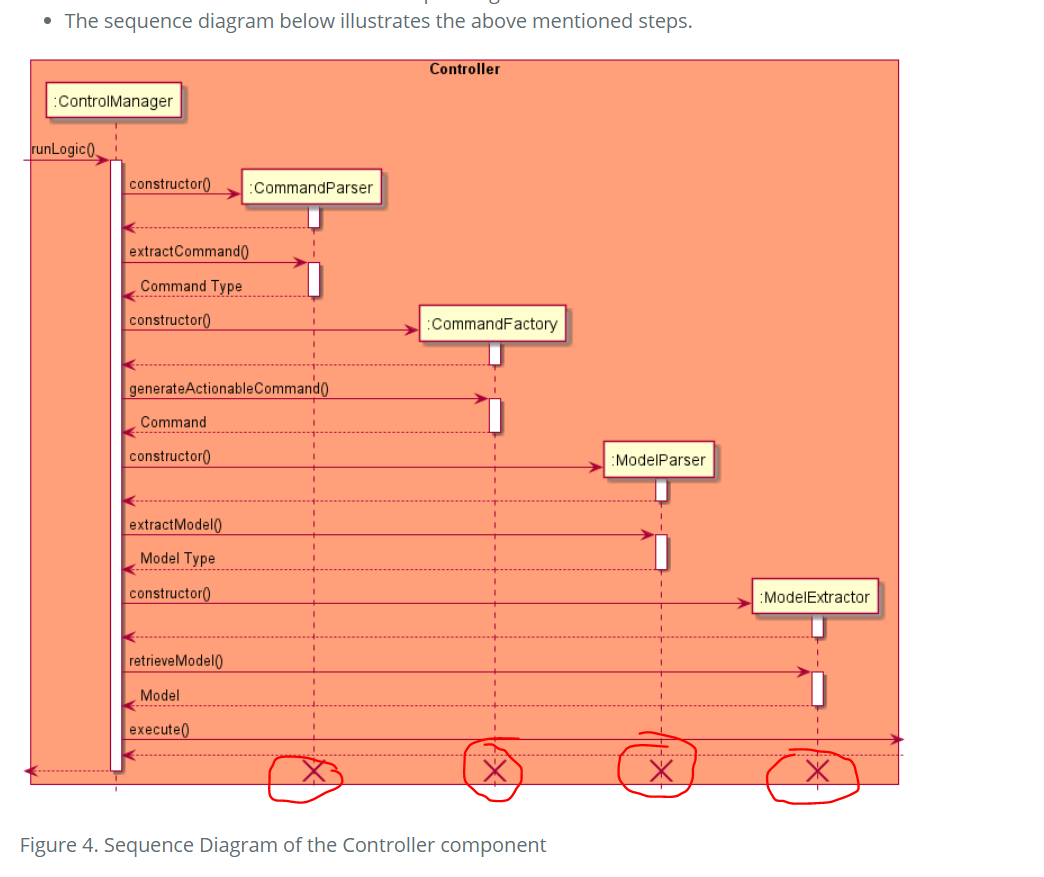 The sequence diagram below illustrates the above mentioned steps.
Controller
:ControlManager
runLogic()
constructor()
:CommandParser
extractCommand()
Command Type
constructor()
:CommandFactory
generateActionableCommand()
Command
constructor()
:ModelParser
extractModel()
Model Type
constructor()
:ModelExtractor
retrieveModel()
Model
execute()
Figure 4. Sequence Diagram of the Controller component